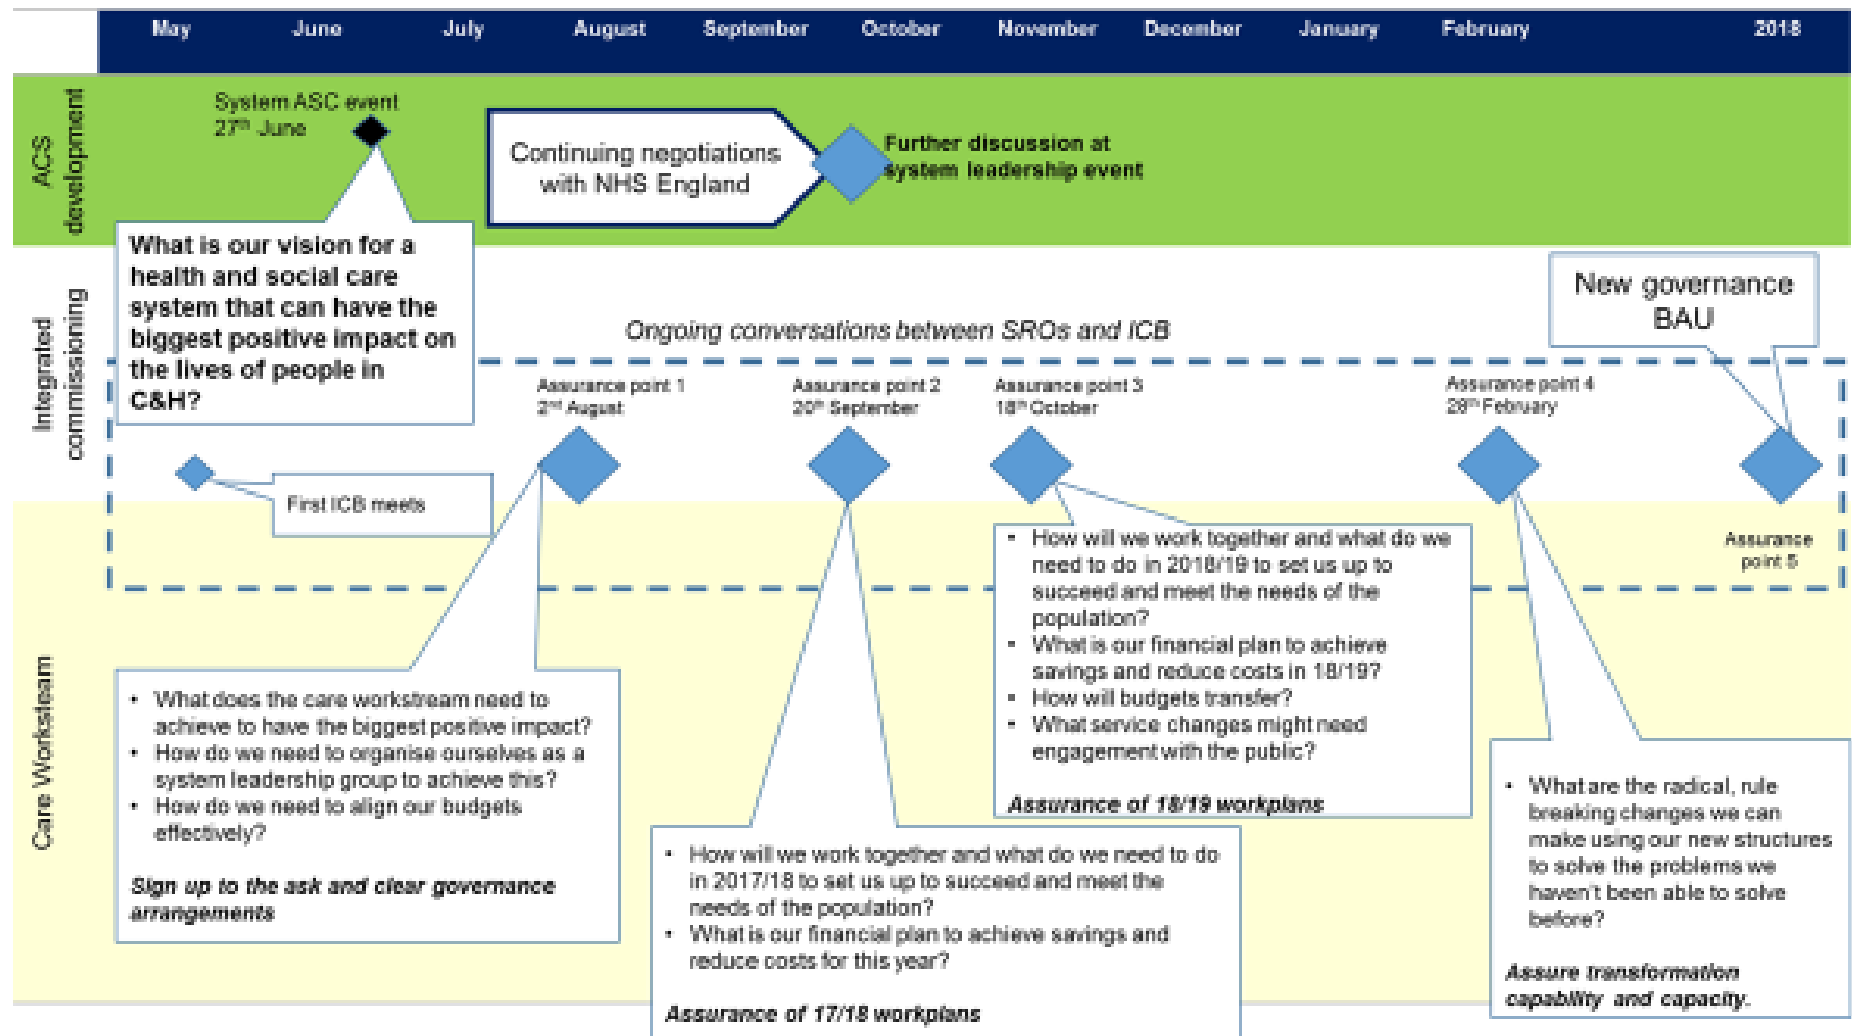 May June July August September October November December January February 2018
ACS
development
System ASC event
27th June
Continuing negotiations
with NHS England
Further discussion at
system leadership event
What is our vision for a
health and social care
system that can have the
biggest positive impact on
the lives of people in
C&H?
Integrated
commissioning
Ongoing conversations between SROs and ICB
New governance
BAU
Assurance point 1
2nd August
Assurance point 2
20th September
Assurance point 3
18th October
Assurance point 4
28th February
First ICB meets
Assurance
point 5
Care Worksteam
• What does the care workstream need to
achieve to have the biggest positive impact?
• How do we need to organise ourselves as a
system leadership group to achieve this?
• How do we need to align our budgets
effectively?
Sign up to the ask and clear governance
arrangements
• How will we work together and what do we need to do
in 2017/18 to set us up to succeed and meet the
needs of the population?
• What is our financial plan to achieve savings and
reduce costs for this year?
Assurance of 17/18 workplans
• How will we work together and what do we
need to do in 2018/19 to set us up to
succeed and meet the needs of the
population?
• What is our financial plan to achieve
savings and reduce costs in 18/19?
• How will budgets transfer?
• What service changes might need
engagement with the public?
Assurance of 18/19 workplans
• What are the radical, rule
breaking changes we can
make using our new structures
to solve the problems we
haven't been able to solve
before?
Assure transformation
capability and capacity.